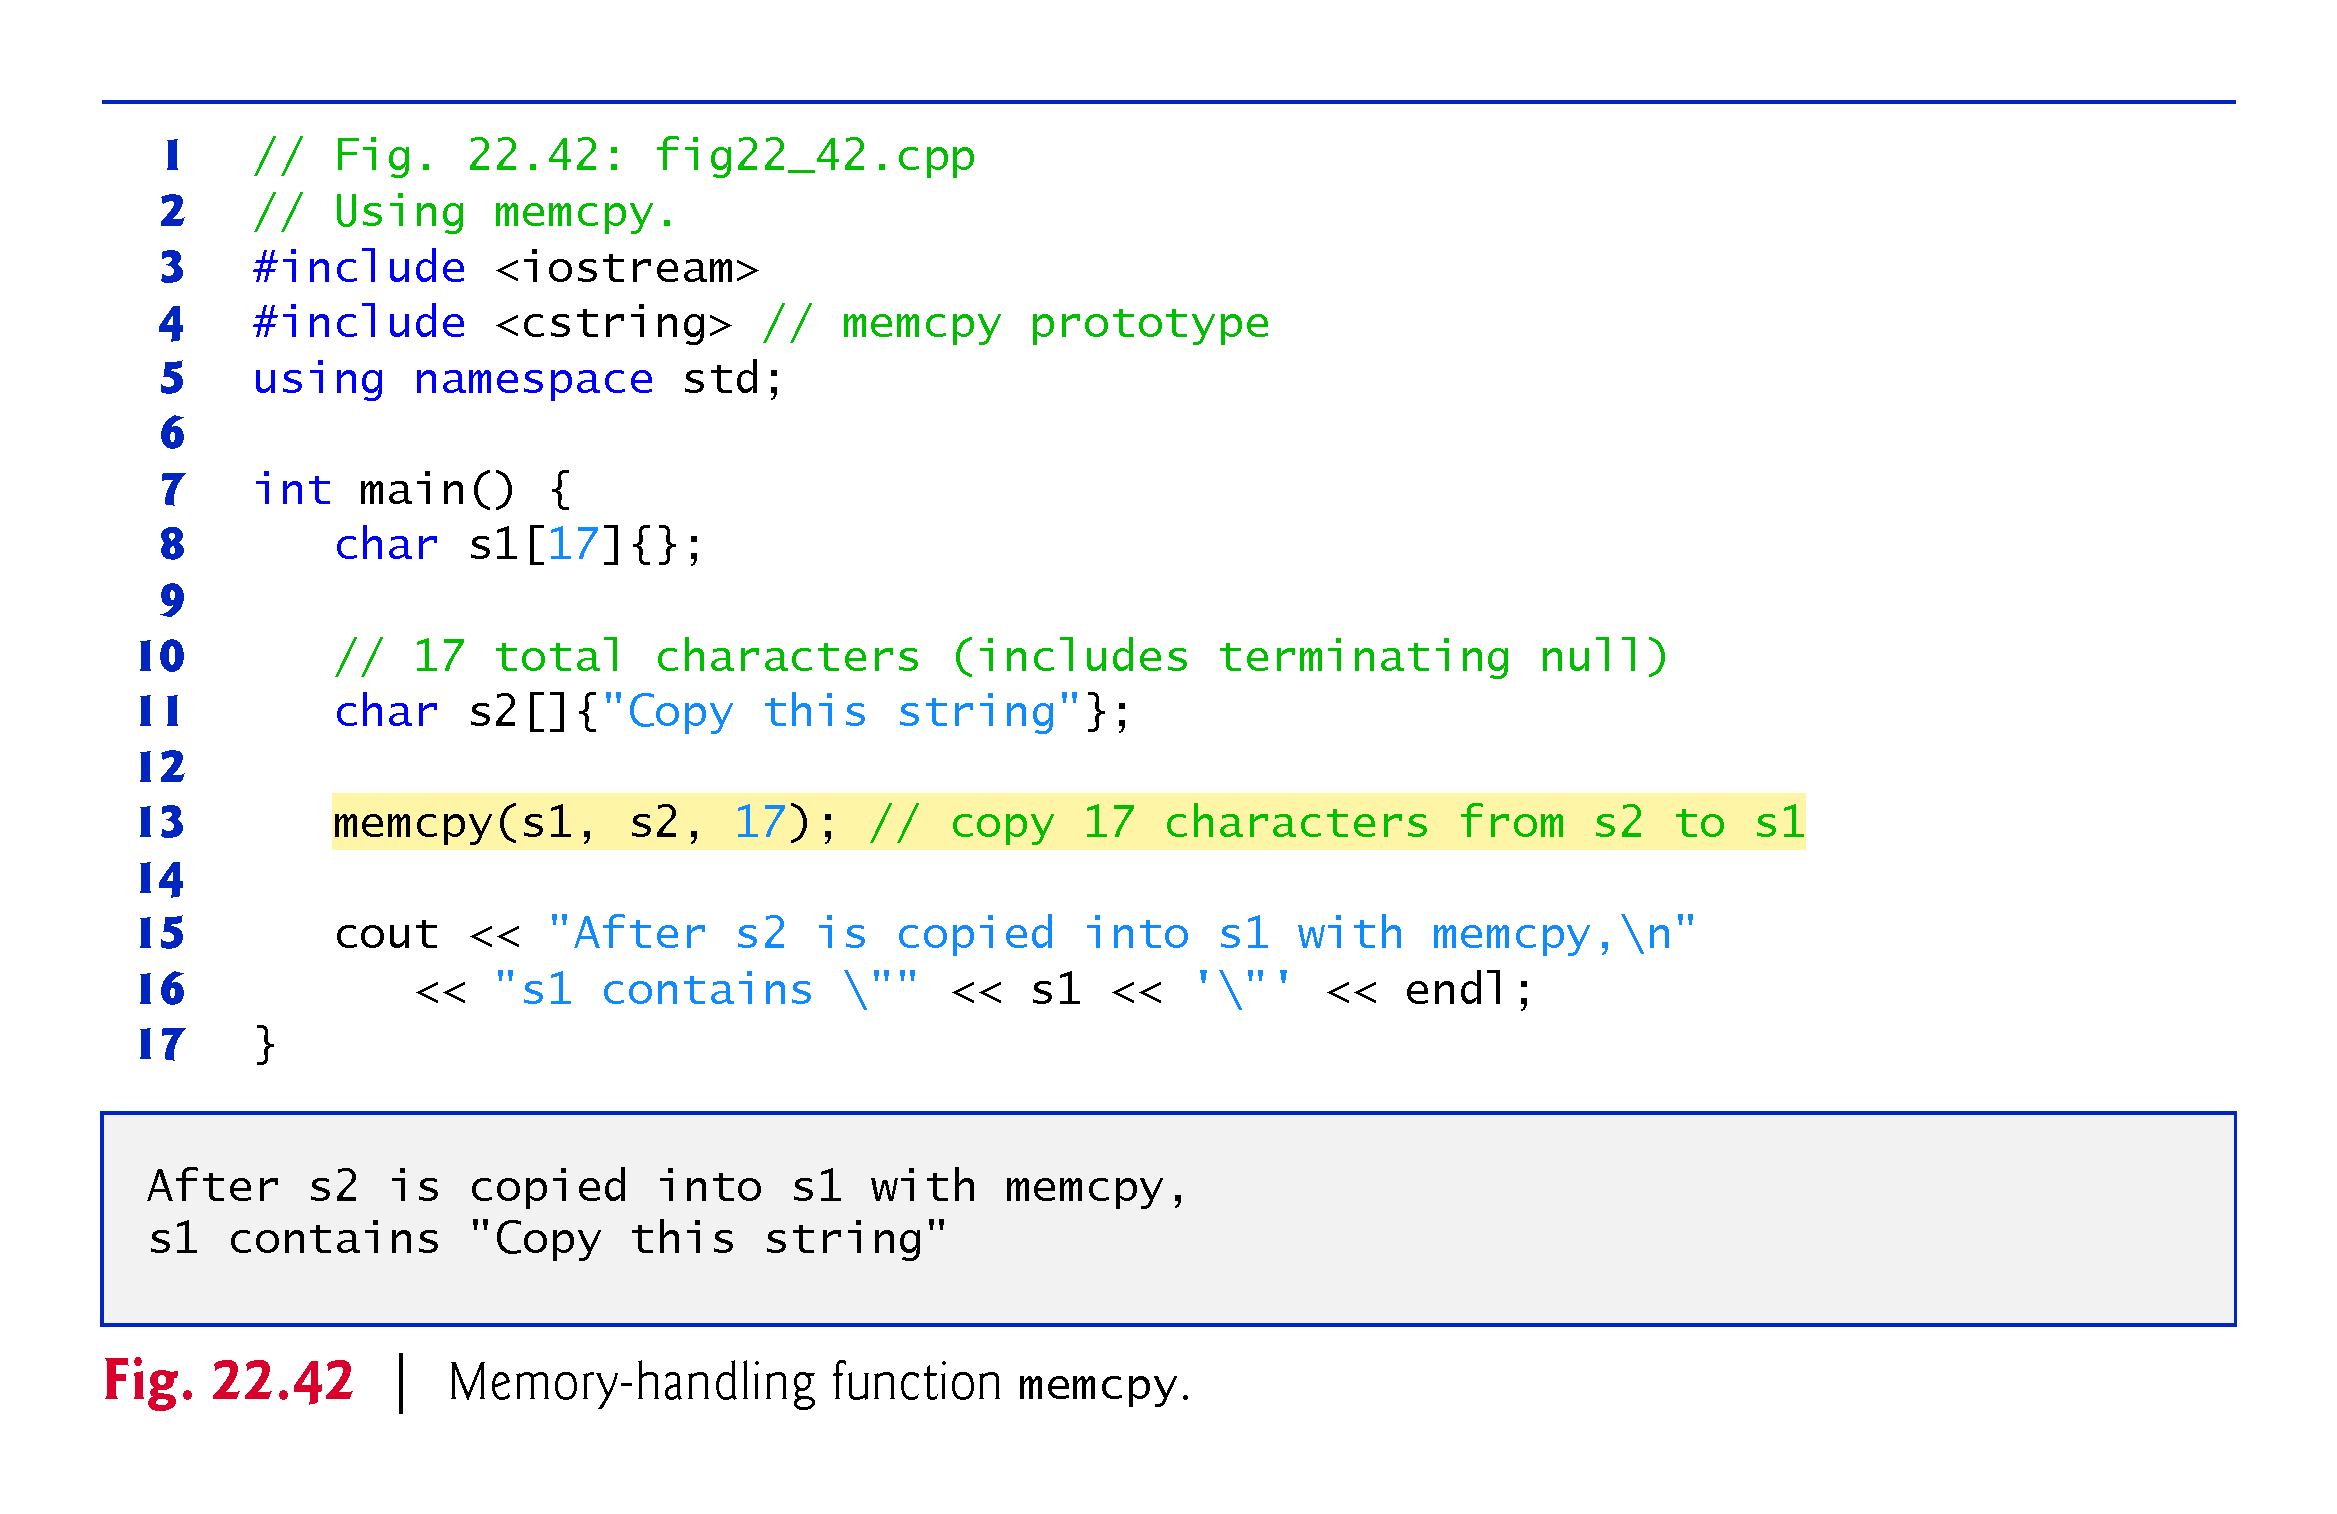 1 // Fig. 22.42: fig22_42.cpp
2 // Using memcpy.
3 #include <iostream>
4 #include <cstring> // memcpy prototype
5 using namespace std;
6
7 int main() {
8    char s1[17]{};
9
10    // 17 total characters (includes terminating null)
11    char s2[]{"Copy this string"};
12
13    memcpy(s1, s2, 17); // copy 17 characters from s2 to s1
14
15    cout << "After s2 is copied into s1 with memcpy,\n"
16       << "s1 contains \"" << s1 << '\"' << endl;
17 }
After s2 is copied into s1 with memcpy,
s1 contains "Copy this string"
Fig. 22.42 | Memory-handling function memcpy.